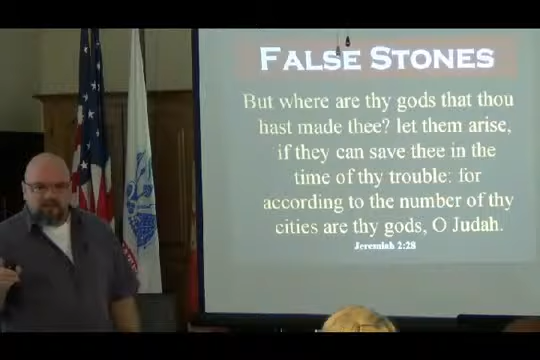 FALSE STONES
But where are thy gods that thou
hast made thee? let them arise,
if they can save thee in the
time of thy trouble: for
according to the number of thy
cities are thy gods, O Judah.
Jeremiah 2:28